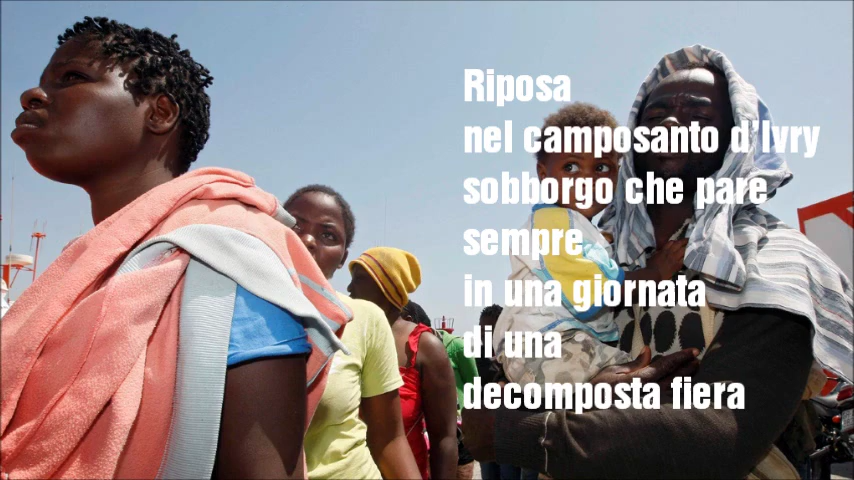 Riposa
nel camposanto d'Ivry
sobborgo che pare
sempre
in una giornata
di una
decomposta fiera